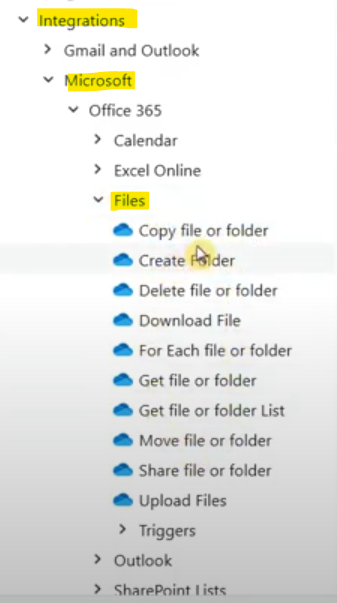 Integrations
Gmail and Outlook
Microsoft
Office 365
Calendar
Excel Online
Files
Copy file or folder
Create Folder
Delete file or folder
Download File
For Each file or folder
Get file or folder
Get file or folder List
Move file or folder
Share file or folder
Upload Files
Triggers
Outlook
SharePoint Lists